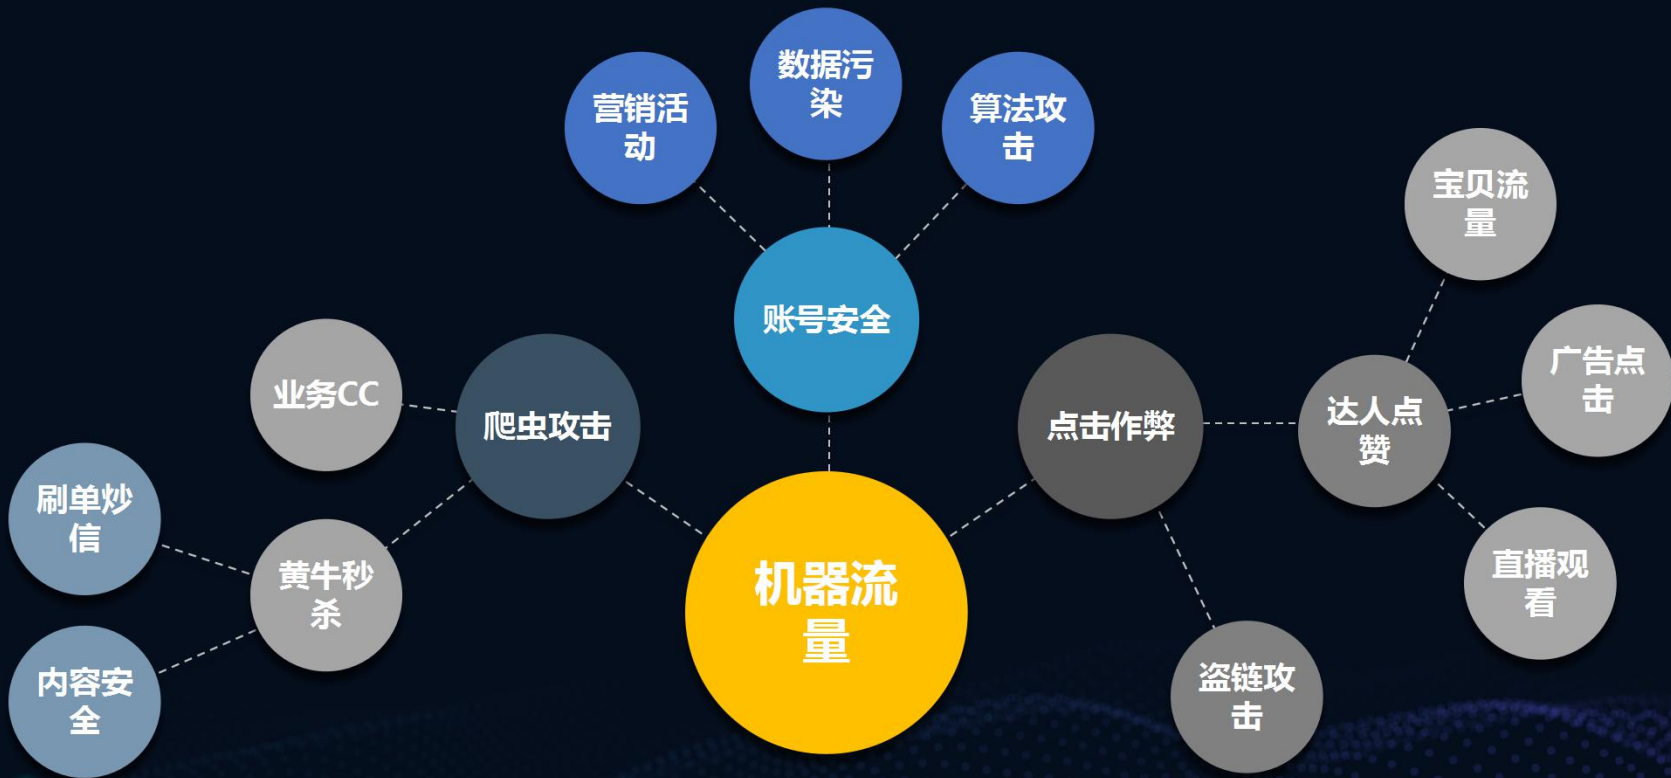 数据污
染
营销活
动
算法攻
击
宝贝流
量
账号安全
广告点
击
业务CC
爬虫攻击
点击作弊
达人点
赞
刷单炒
信
黄牛秒
杀
机器流
量
直播观
看
内容安
全
盗链攻
击